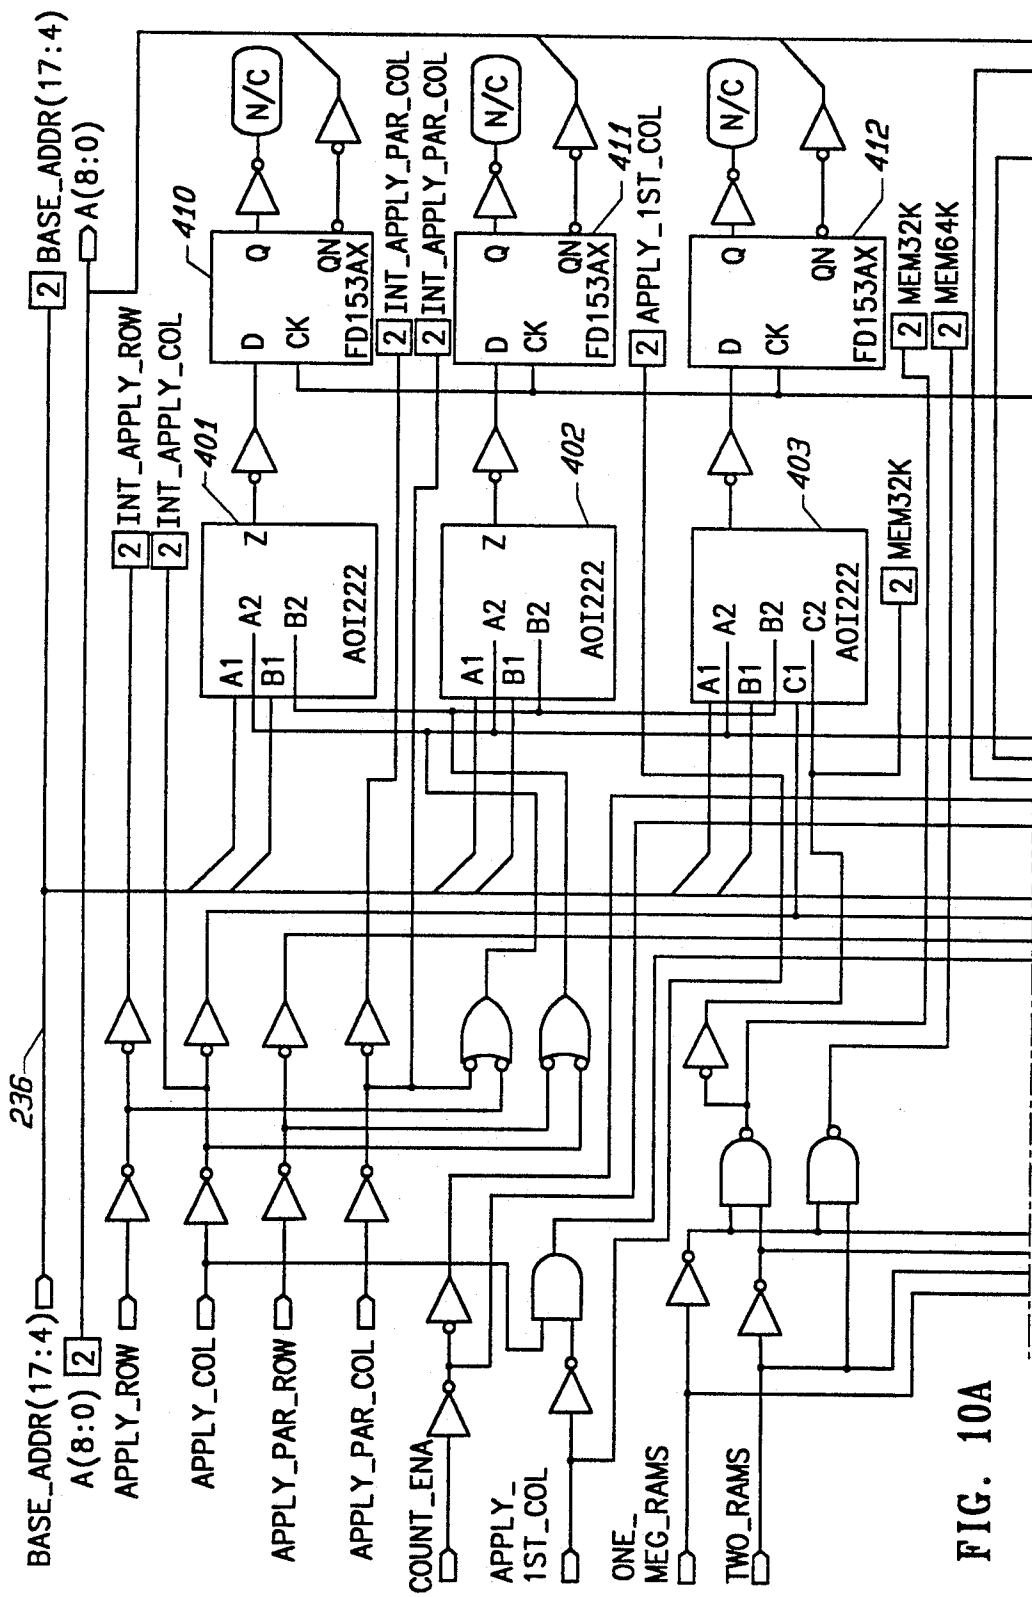 BASE_ADDR(17:4)
236
2 BASE_ADDR(17:4)
A(8:0) 2
A(8:0)
APPLY_ROW
2 INT_APPLY_ROW
2 INT_APPLY_COL
APPLY_COL
APPLY_PAR_ROW
APPLY_PAR_COL
A1
A2
B1
B2
Z
AOI222
401
D
Q
CK
QN
FD153AX
410
N/C
2 INT_APPLY_PAR_COL
2 INT_APPLY_PAR_COL
COUNT_ENA
A1
A2
B1
B2
Z
AOI222
402
D
Q
CK
QN
FD153AX
411
N/C
APPLY_
1ST_COL
2 APPLY_1ST_COL
ONE_
MEG_RAMS
TWO_RAMS
A1
A2
B1
B2
C1
C2
AOI222
403
D
Q
CK
QN
FD153AX
412
N/C
2 MEM32K
2 MEM32K
2 MEM64K
FIG. 10A